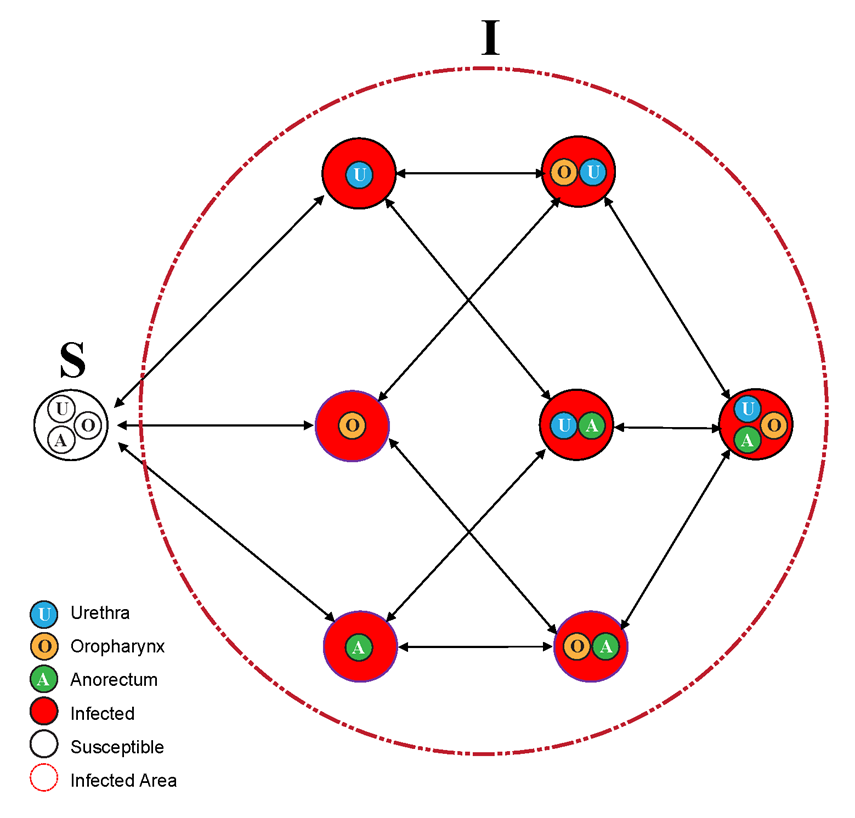 I
U
O U
S
U
O
A
O
U A
U
O
A
A
O A
U Urethra
O Oropharynx
A Anorectum
Infected
Susceptible
Infected Area